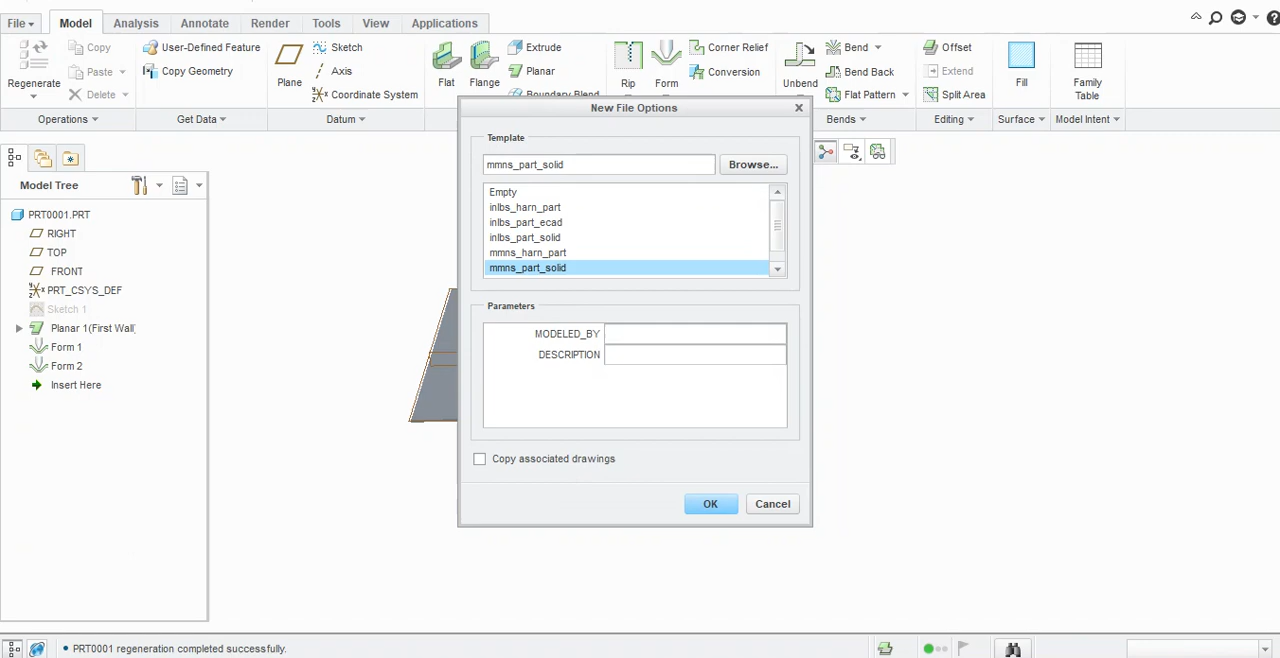 File
Model
Analysis
Annotate
Render
Tools
View
Applications
Regenerate
Copy
Paste
Delete
User-Defined Feature
Copy Geometry
Plane
Sketch
Axis
Coordinate System
Flat
Flange
Extrude
Planar
Boundary Blend
Rip
Form
Corner Relief
Conversion
Unbend
Bend
Bend Back
Flat Pattern
Offset
Extend
Split Area
Fill
Family
Table
Operations
Get Data
Datum
Bends
Editing
Surface
Model Intent
Model Tree
PRT0001.PRT
RIGHT
TOP
FRONT
PRT_CSYS_DEF
Sketch 1
Planar 1(First Wall)
Form 1
Form 2
Insert Here
New File Options
Template
mmns_part_solid
Browse...
Empty
inlbs_harn_part
inlbs_part_ecad
inlbs_part_solid
mmns_harn_part
mmns_part_solid
Parameters
MODELED_BY
DESCRIPTION
Copy associated drawings
OK
Cancel
PRT0001 regeneration completed successfully.